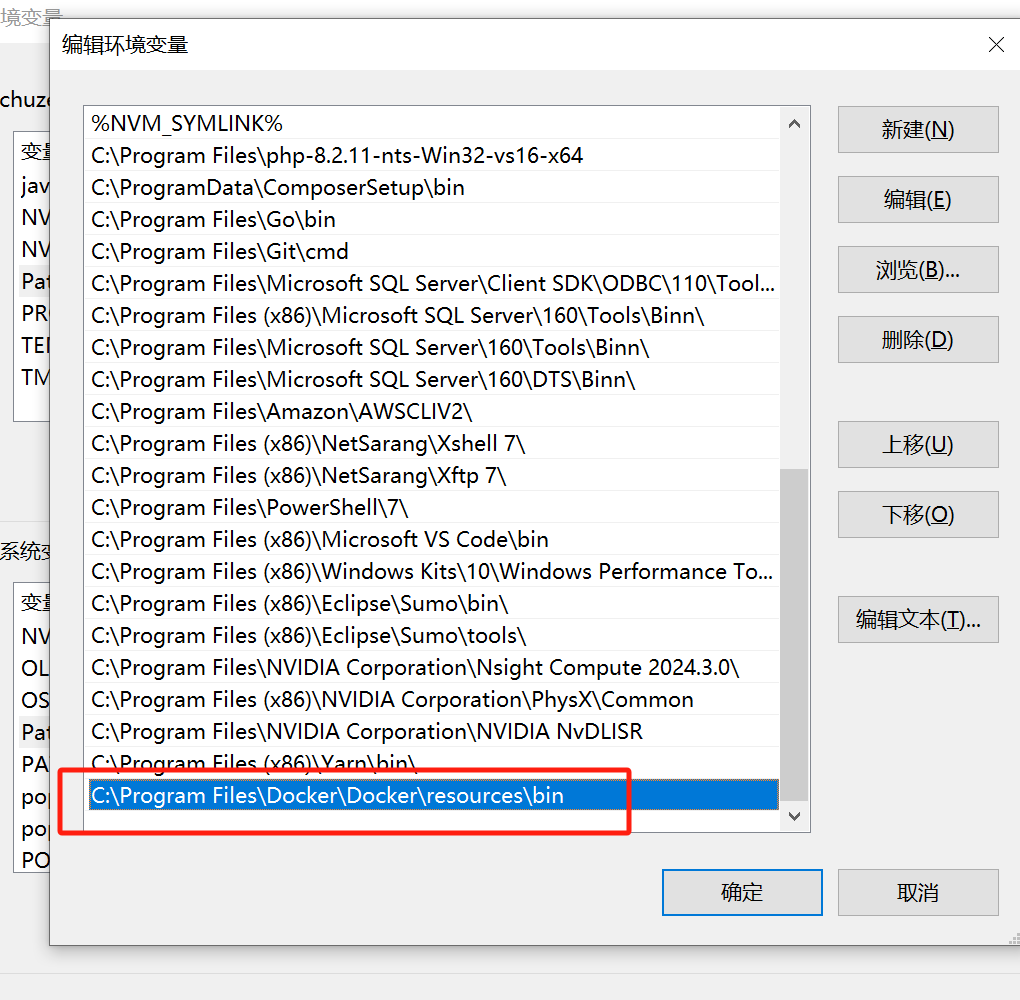 境变量
编辑环境变量
chuze
变量
jav
NV
NV
Pat
PR
TE
TM
%NVM_SYMLINK%
C:\Program Files\php-8.2.11-nts-Win32-vs16-x64
C:\ProgramData\ComposerSetup\bin
C:\Program Files\Go\bin
C:\Program Files\Git\cmd
C:\Program Files\Microsoft SQL Server\Client SDK\ODBC\110\Tool...
C:\Program Files (x86)\Microsoft SQL Server\160\Tools\Binn\
C:\Program Files\Microsoft SQL Server\160\Tools\Binn\
C:\Program Files\Microsoft SQL Server\160\DTS\Binn\
C:\Program Files\Amazon\AWSCLIV2\
C:\Program Files (x86)\NetSarang\Xshell 7\
C:\Program Files (x86)\NetSarang\Xftp 7\
C:\Program Files\PowerShell\7\
C:\Program Files (x86)\Microsoft VS Code\bin
C:\Program Files (x86)\Windows Kits\10\Windows Performance To...
C:\Program Files (x86)\Eclipse\Sumo\bin\
C:\Program Files (x86)\Eclipse\Sumo\tools\
C:\Program Files\NVIDIA Corporation\Nsight Compute 2024.3.0\
C:\Program Files (x86)\NVIDIA Corporation\PhysX\Common
C:\Program Files\NVIDIA Corporation\NVIDIA NvDLISR
C:\Program Files (x86)\Yarn\bin\
C:\Program Files\Docker\Docker\resources\bin
新建(N)
编辑(E)
浏览(B)...
删除(D)
上移(U)
下移(O)
编辑文本(T)...
系统变
变量
NV
OL
OS
Pat
PA
pop
pop
PO
确定
取消